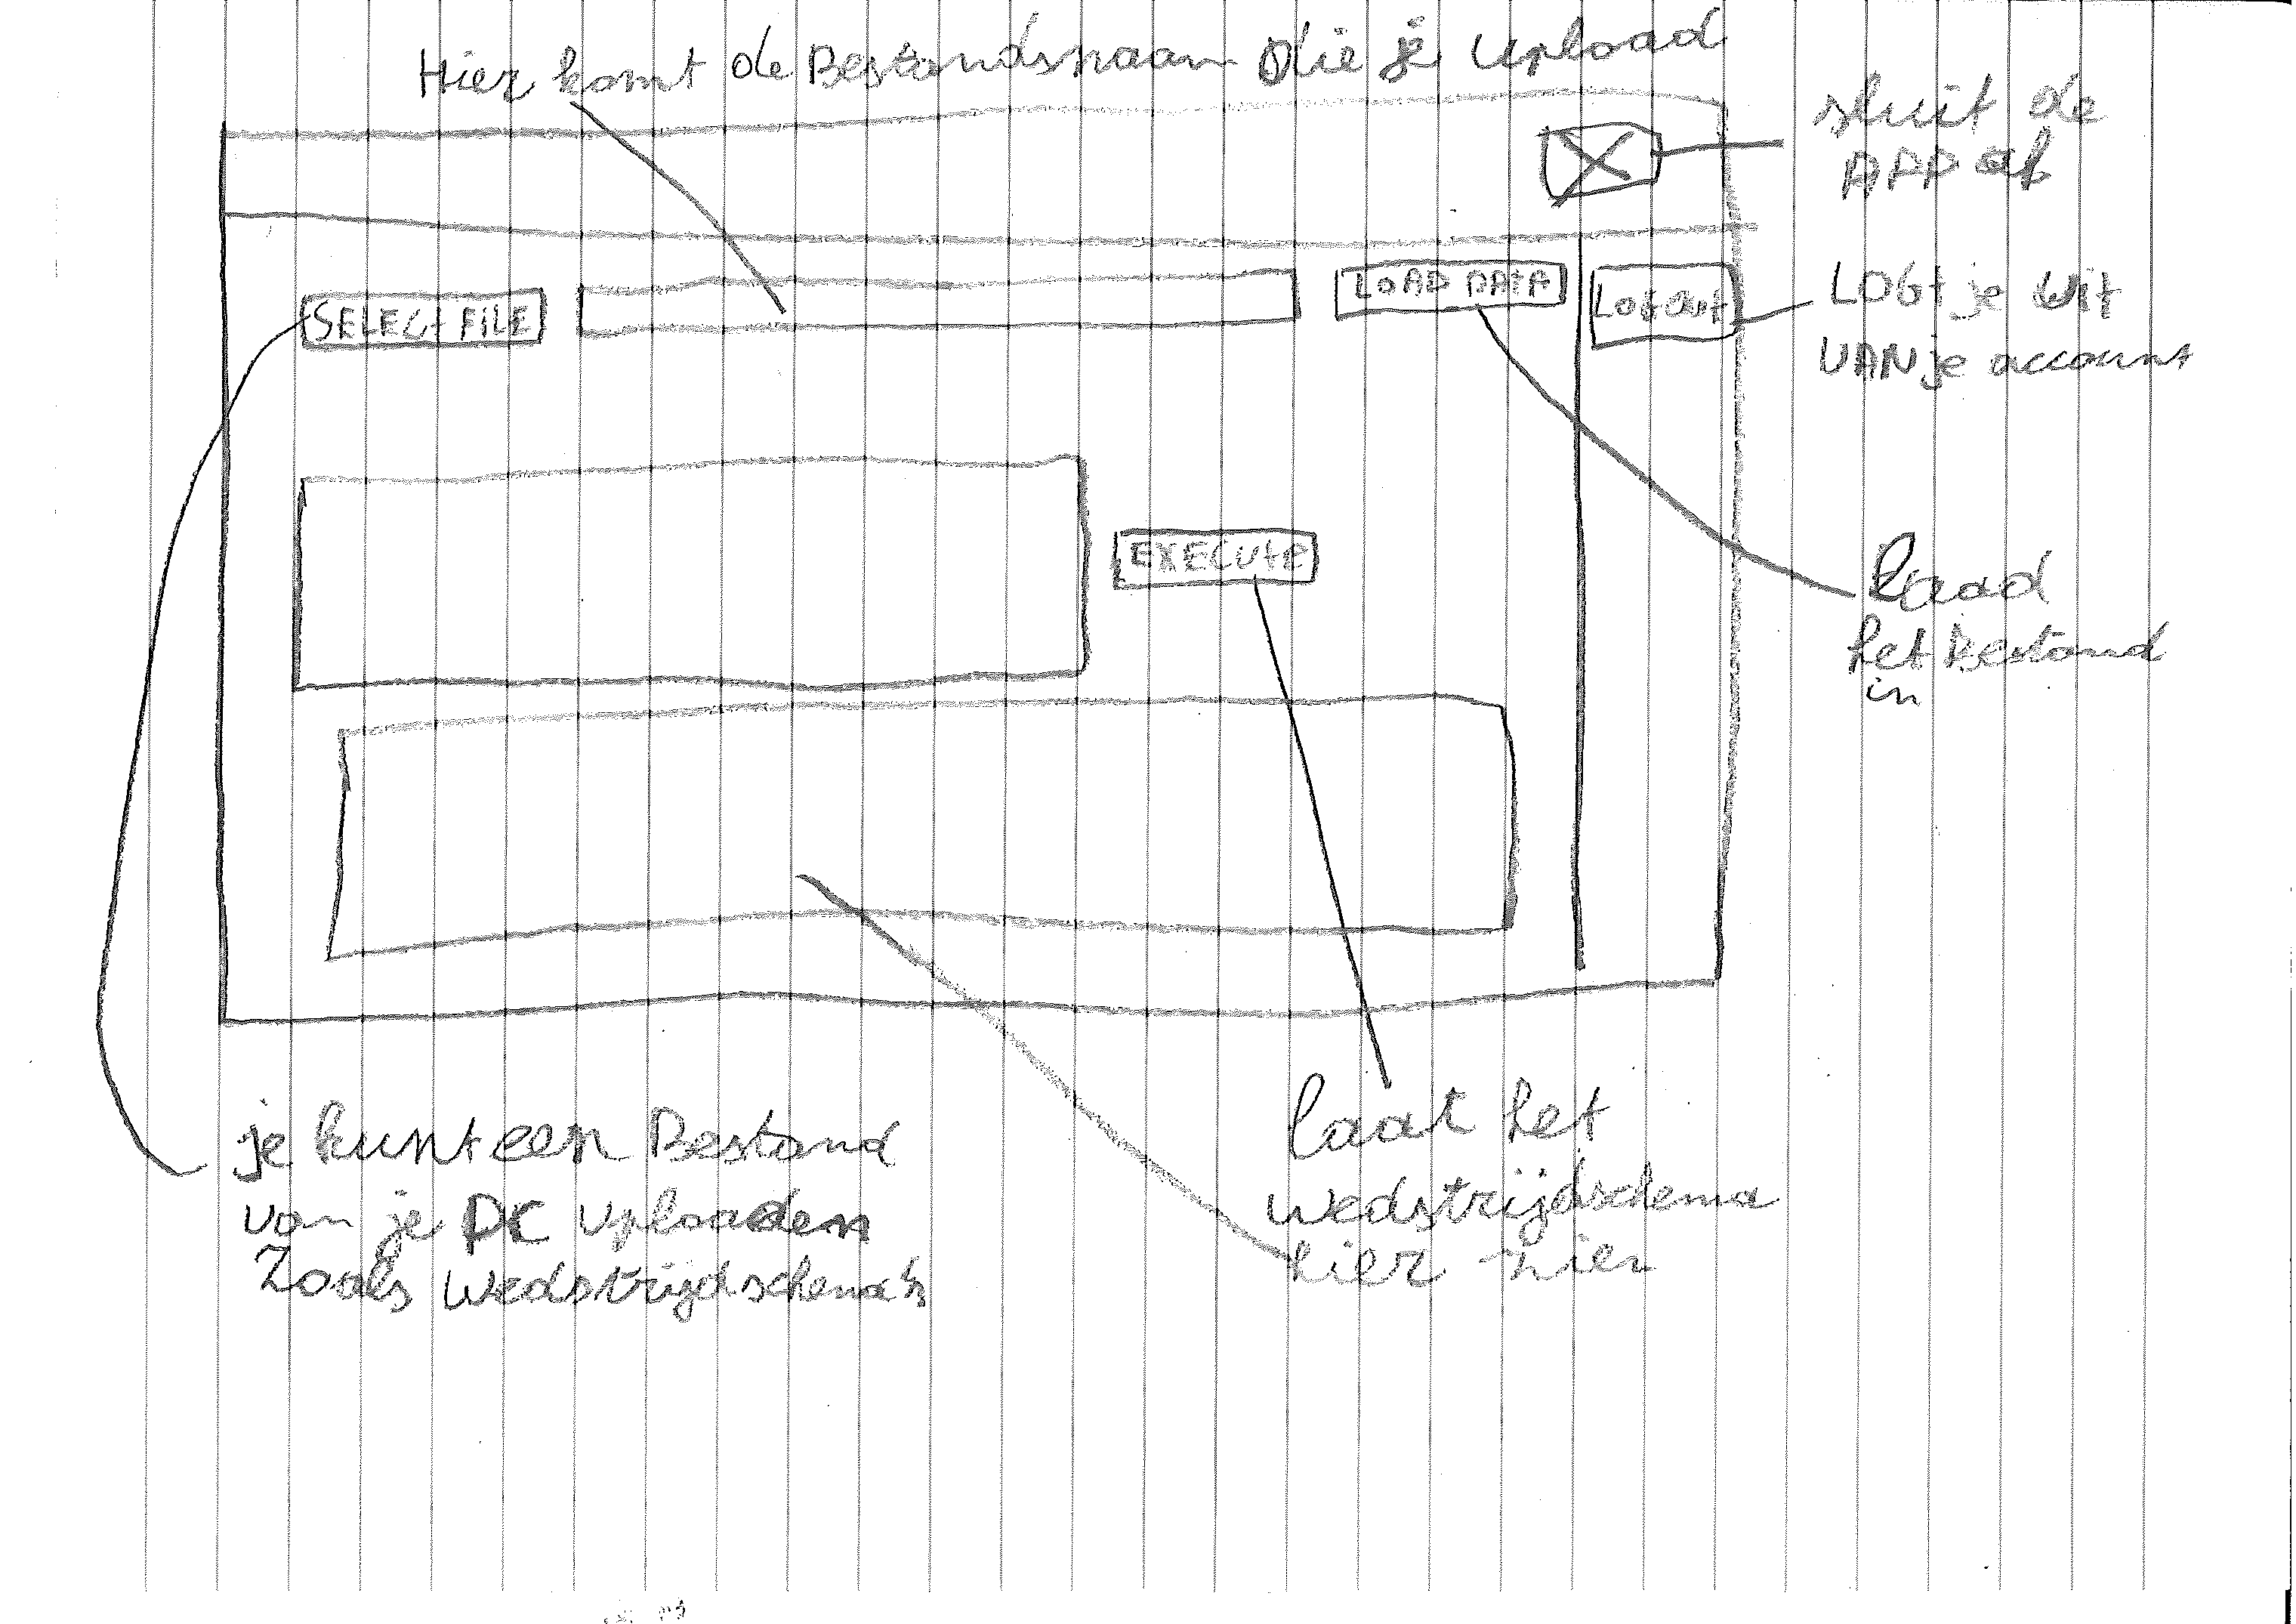 Hier komt de Bestandsnaam die je upload
sluit de
APP af
SELECT FILE
LOAD DATA
LOGOUT
LOGt je uit
VAN je account
EXECUTE
Laad
het Bestand
in
je kunt een Bestand
van je PC uploaden
Zoals wedstrijdschema's
laat het
wedstrijdschema
hier zien